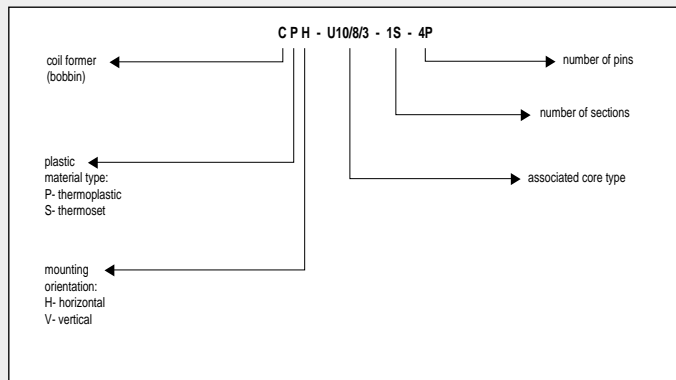 CPH - U10/8/3 - 1S - 4P
coil former
(bobbin)
number of pins
number of sections
plastic
material type:
P- thermoplastic
S- thermoset
associated core type
mounting
orientation:
H- horizontal
V- vertical